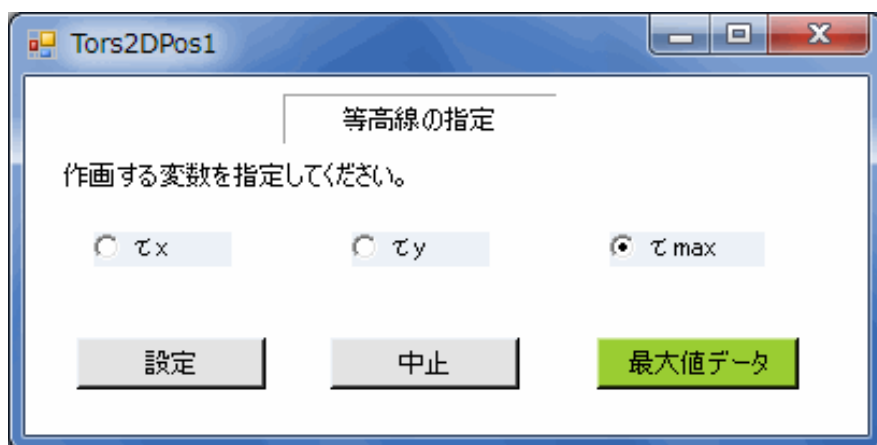 Tors2DPos1
等高線の指定
作画する変数を指定してください。
τx τy τmax
設定 中止 最大値データ